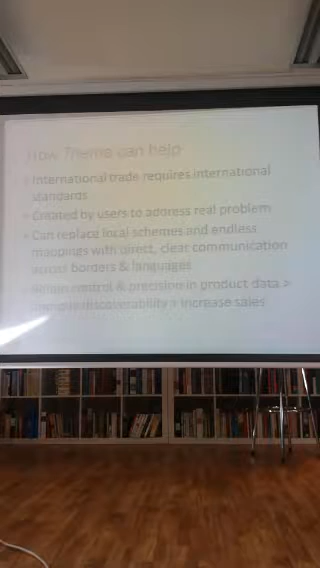 How Thema can help
• International trade requires international
standards
• Created by users to address real problem
• Can replace local schemes and endless
mappings with direct, clear communication
across borders & languages
control & precision in product data >
discoverability + increase sales